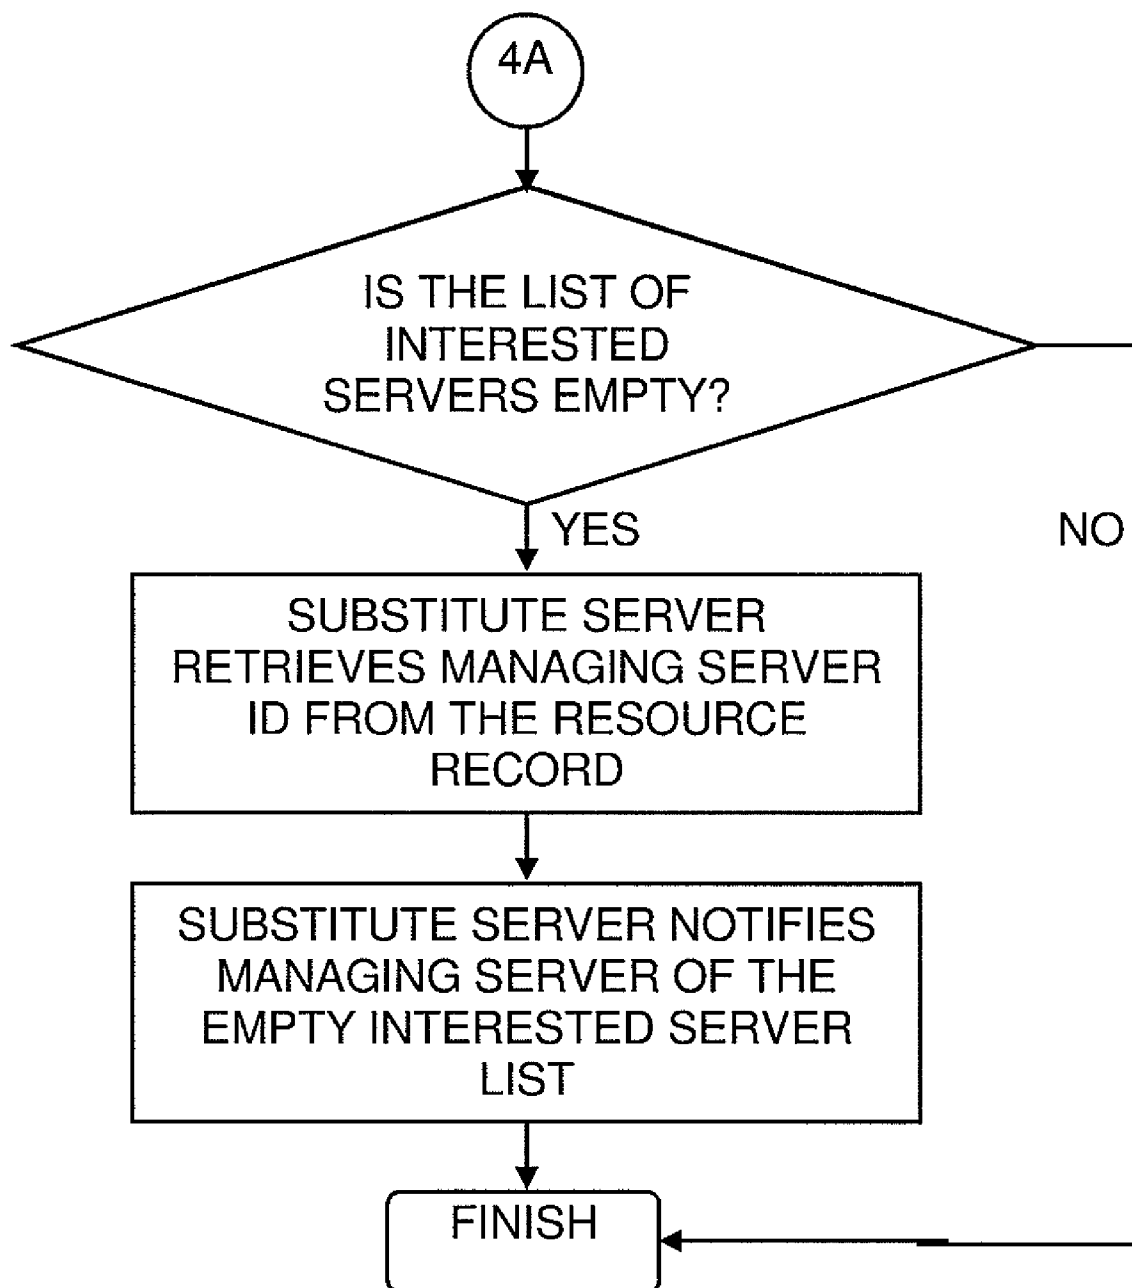 4A
IS THE LIST OF
INTERESTED
SERVERS EMPTY?
YES
NO
SUBSTITUTE SERVER
RETRIEVES MANAGING SERVER
ID FROM THE RESOURCE
RECORD
SUBSTITUTE SERVER NOTIFIES
MANAGING SERVER OF THE
EMPTY INTERESTED SERVER
LIST
FINISH